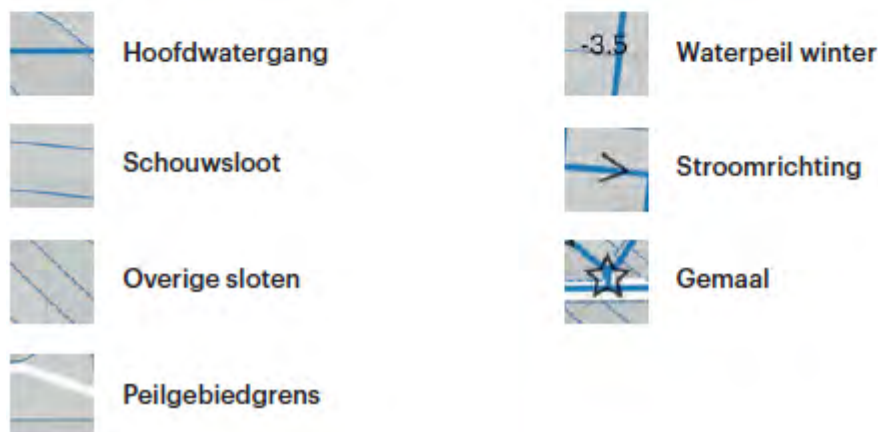 Hoofdwatergang
Schouwsloot
Overige sloten
Peilgebiedgrens
-3.5
Waterpeil winter
Stroomrichting
Gemaal